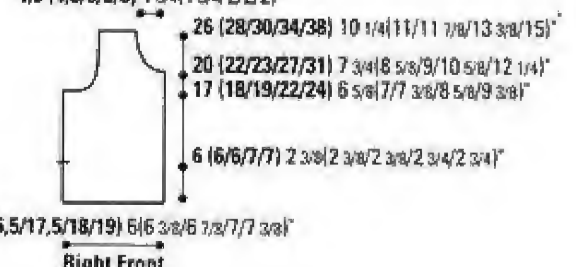 26 (28/30/34/38) 10 1/4(11/11 7/8/13 3/8/15)"
20 (22/23/27/31) 7 3/4(8 5/8/9/10 5/8/12 1/4)"
17 (18/19/22/24) 6 5/8(7/7 3/8/8 5/8/9 3/8)"
6 (6/6/7/7) 2 3/8(2 3/8/2 3/8/2 3/4/2 3/4)"
6,5/17,5/18/19) 6(6 3/8/6 7/8/7/7 3/8)"
Right Front